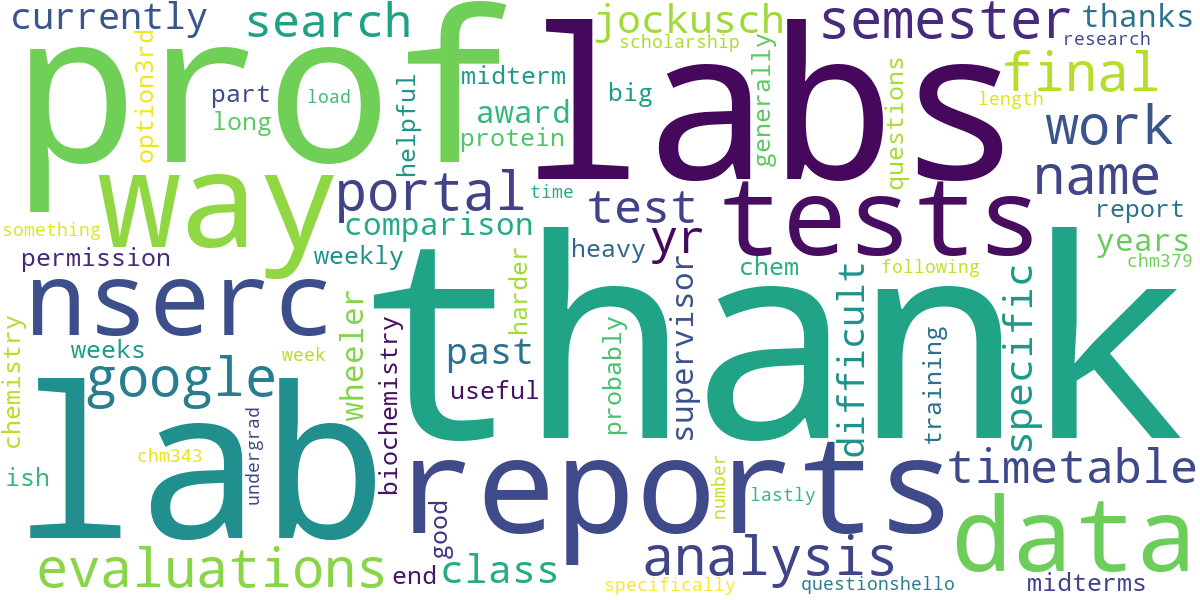 currently
search
jockusch
semester
thanks
scholarship
research
prof
labs
option3rd
part
load
long
midterm
award
protein
helpful
big
generally
questions
final
length
work
name
way
portal
time
test
tests
report
something
comparison
yr
years
permission
weekly
heavy
chem
following
chm379
nserc
thank
harder
supervisor
difficult
specific
weeks
week
google
wheeler
past
useful
probably
training
chemistry
biochemistry
lab
chm343
undergrad
ish
reports
number
lastly
timetable
data
good
evaluations
end
class
analysis
specifically
questionshello
midterms